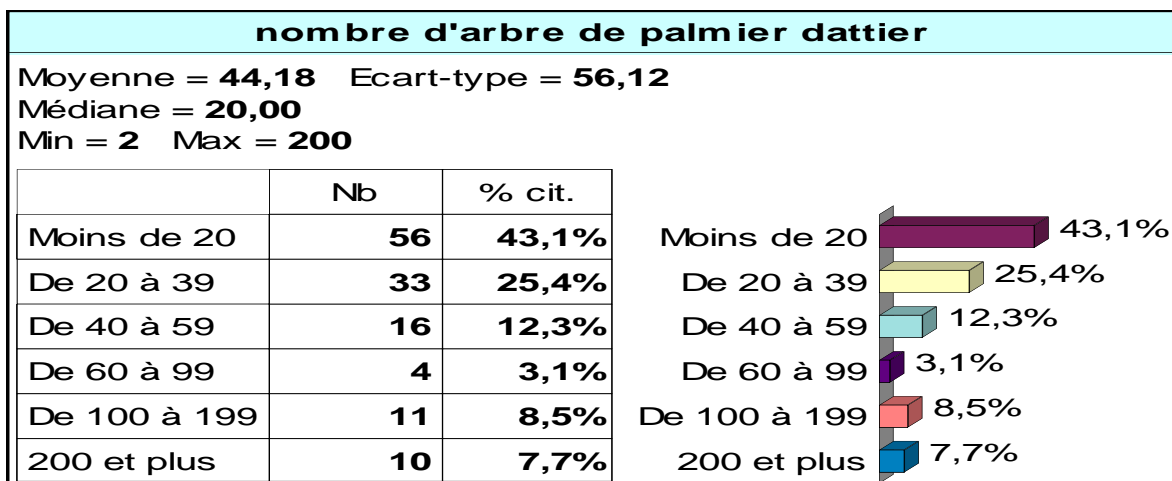 nombre d'arbre de palmier dattier
Moyenne = 44,18 Ecart-type = 56,12
Médiane = 20,00
Min = 2 Max = 200
Nb % cit.
Moins de 20 56 43,1% Moins de 20 43,1%
De 20 à 39 33 25,4% De 20 à 39 25,4%
De 40 à 59 16 12,3% De 40 à 59 12,3%
De 60 à 99 4 3,1% De 60 à 99 3,1%
De 100 à 199 11 8,5% De 100 à 199 8,5%
200 et plus 10 7,7% 200 et plus 7,7%